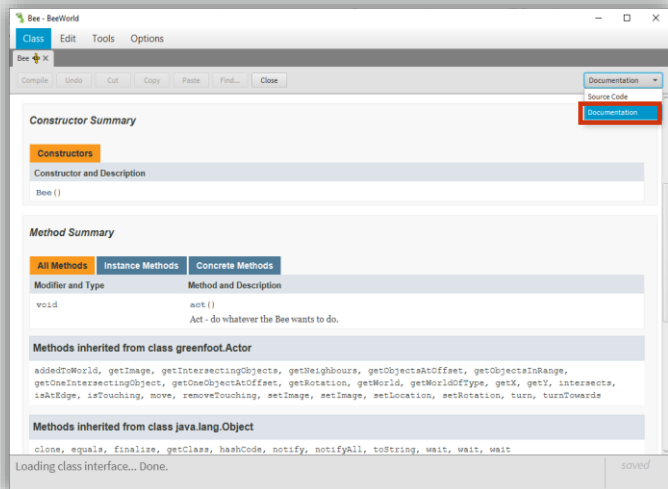 Bee - BeeWorld
Class Edit Tools Options
Bee
Compile Undo Cut Copy Paste Find... Close Documentation
Source Code
Documentation
Constructor Summary
Constructors
Constructor and Description
Bee()
Method Summary
All Methods Instance Methods Concrete Methods
Modifier and Type Method and Description
void act()
Act - do whatever the Bee wants to do.
Methods inherited from class greenfoot.Actor
addedToWorld, getImage, getIntersectingObjects, getNeighbours, getObjectsAtOffset, getObjectsInRange,
getOneIntersectingObject, getOneObjectAtOffset, getRotation, getWorld, getWorldOfType, getX, getY, intersects,
isAtEdge, isTouching, move, removeTouching, setImage, setImage, setLocation, setRotation, turn, turnTowards
Methods inherited from class java.lang.Object
clone, equals, finalize, getClass, hashCode, notify, notifyAll, toString, wait, wait, wait
Loading class interface... Done. saved